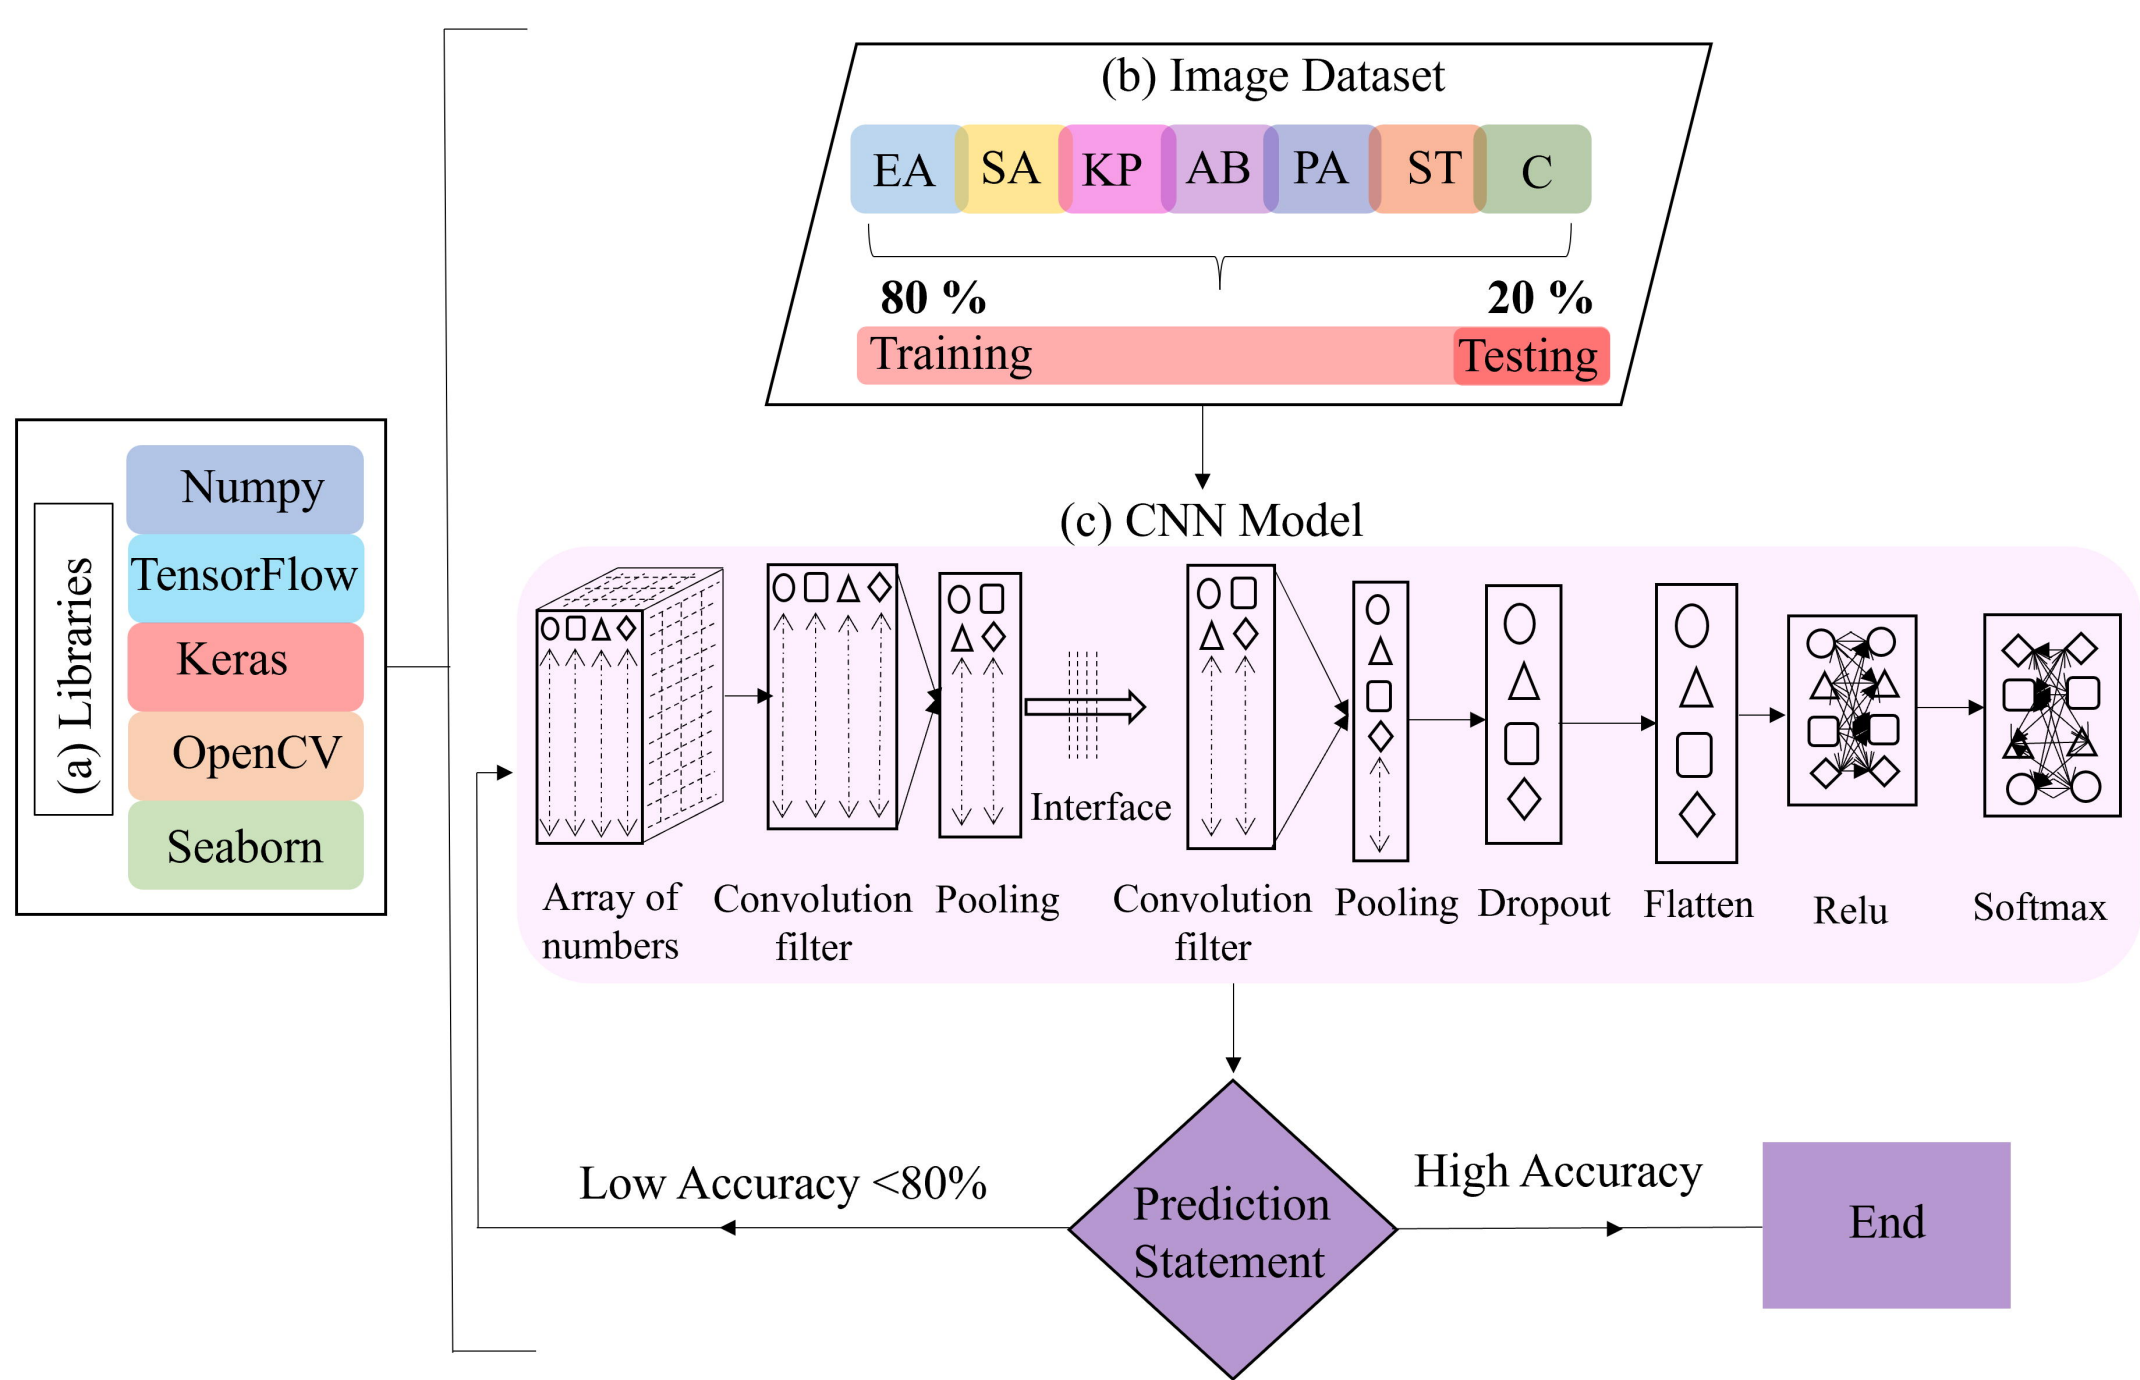 (a) Libraries
Numpy
TensorFlow
Keras
OpenCV
Seaborn
(b) Image Dataset
EA SA KP AB PA ST C
80 % 20 %
Training Testing
(c) CNN Model
Interface
Array of
numbers
Convolution
filter
Pooling
Convolution
filter
Pooling
Dropout
Flatten
Relu
Softmax
Prediction
Statement
Low Accuracy <80%
High Accuracy
End